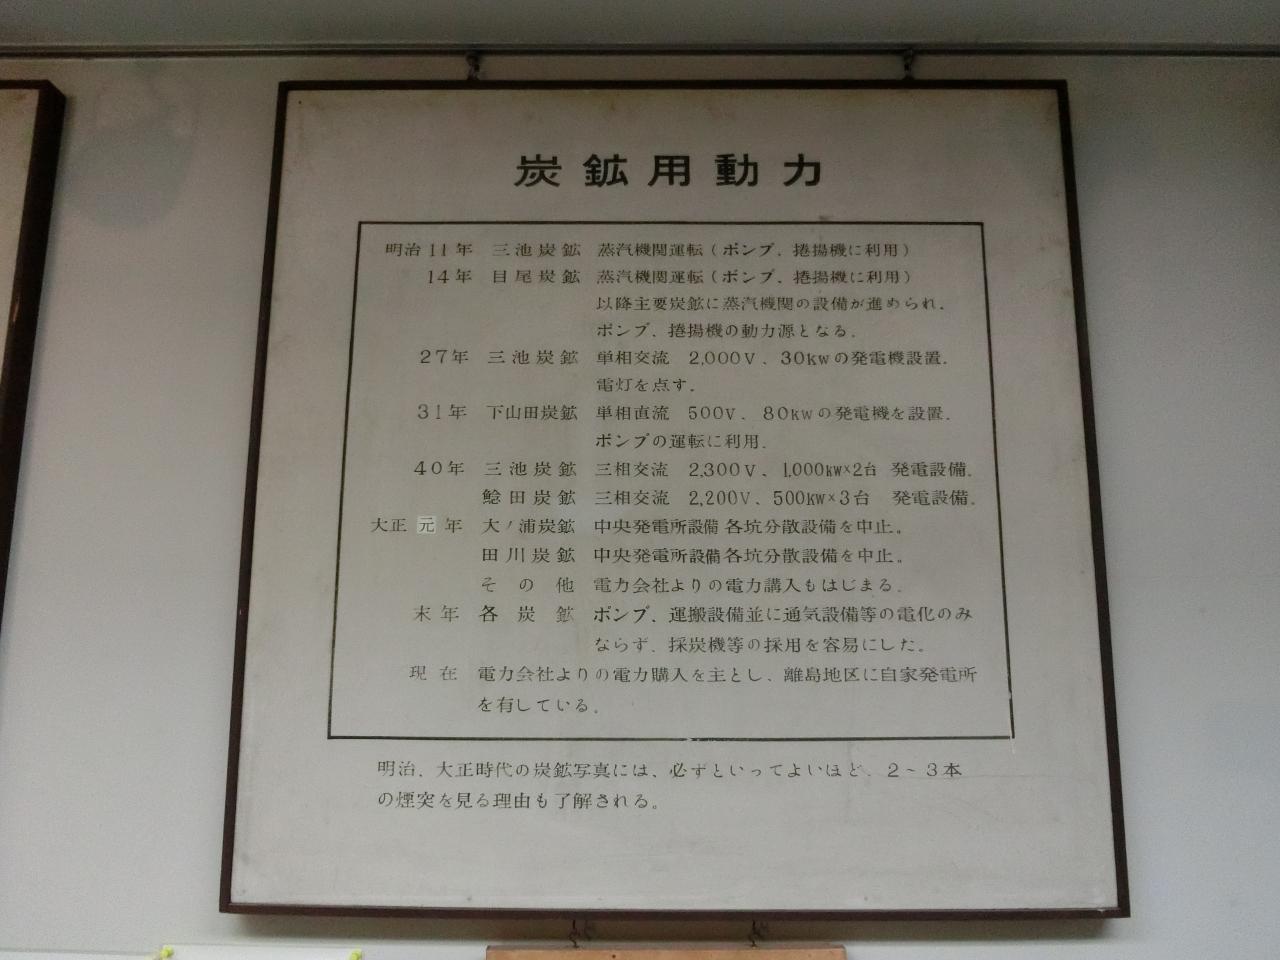 炭鉱用動力
明治11年 三池炭鉱 蒸汽機関運転(ポンプ、捲揚機に利用)
14年 目尾炭鉱 蒸汽機関運転(ポンプ、捲揚機に利用)
以降主要炭鉱に蒸汽機関の設備が進められ、
ポンプ、捲揚機の動力源となる。
27年 三池炭鉱 単相交流 2,000V、30kwの発電機設置。
電灯を点す。
31年 下山田炭鉱 単相直流 500V、80kwの発電機を設置。
ポンプの運転に利用。
40年 三池炭鉱 三相交流 2,300V、1,000kw×2台 発電設備。
鯰田炭鉱 三相交流 2,200V、500kw×3台 発電設備。
大正元年 大ノ浦炭鉱 中央発電所設備 各坑分散設備を中止。
田川炭鉱 中央発電所設備各坑分散設備を中止。
その他 電力会社よりの電力講入もはじまる。
末年 各炭鉱 ポンプ、運搬設備並に通気設備等の電化のみ
ならず、採炭機等の採用を容易にした。
現在 電力会社よりの電力購入を主とし、離島地区に自家発電所
を有している。
明治、大正時代の炭鉱写真には、必ずといってよいほど、2~3本
の煙突を見る理由も了解される。